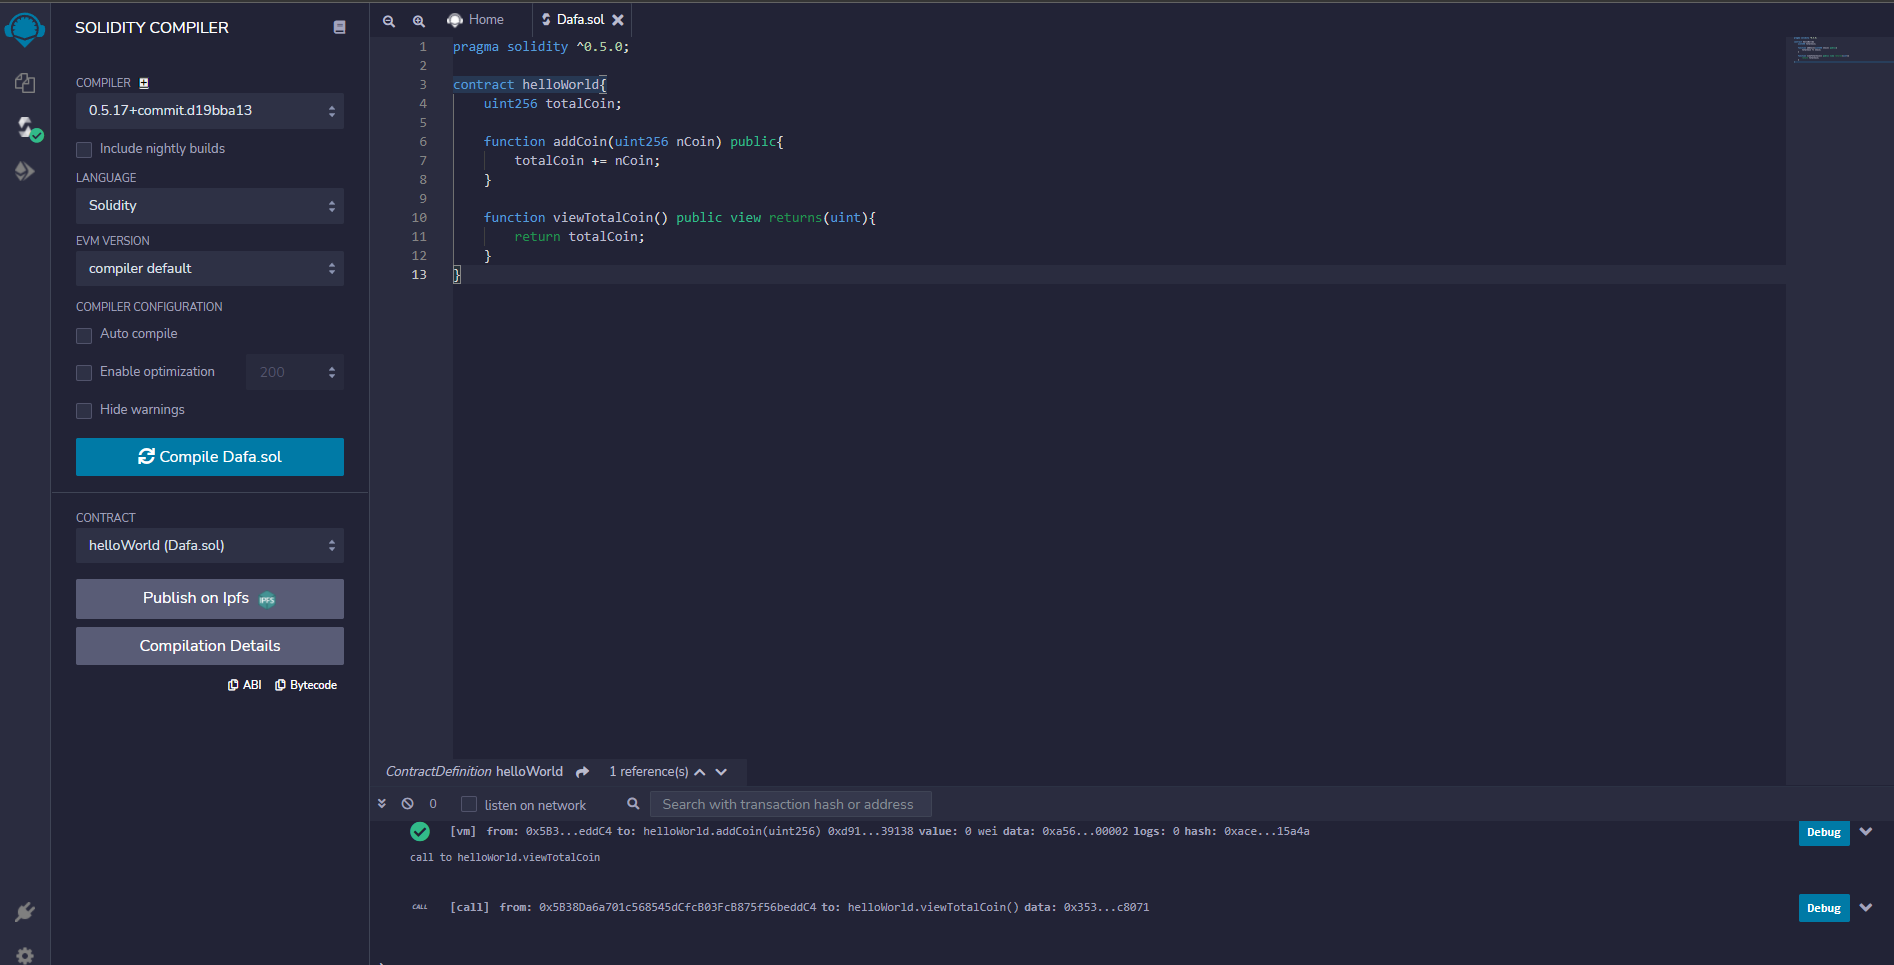 SOLIDITY COMPILER
COMPILER
0.5.17+commit.d19bba13
Include nightly builds
LANGUAGE
Solidity
EVM VERSION
compiler default
COMPILER CONFIGURATION
Auto compile
Enable optimization 200
Hide warnings
Compile Dafa.sol
CONTRACT
helloWorld (Dafa.sol)
Publish on Ipfs IPFS
Compilation Details
ABI Bytecode
Home Dafa.sol
1 pragma solidity ^0.5.0;
2
3 contract helloWorld{
4 uint256 totalCoin;
5
6 function addCoin(uint256 nCoin) public{
7 totalCoin += nCoin;
8 }
9
10 function viewTotalCoin() public view returns(uint){
11 return totalCoin;
12 }
13 }
ContractDefinition helloWorld 1 reference(s)
0 listen on network Search with transaction hash or address
[vm] from: 0x5B3...eddC4 to: helloWorld.addCoin(uint256) 0xd91...39138 value: 0 wei data: 0xa56...00002 logs: 0 hash: 0xace...15a4a Debug
call to helloWorld.viewTotalCoin
CALL [call] from: 0x5B38Da6a701c568545dCfcB03FcB875f56beddC4 to: helloWorld.viewTotalCoin() data: 0x353...c8071 Debug